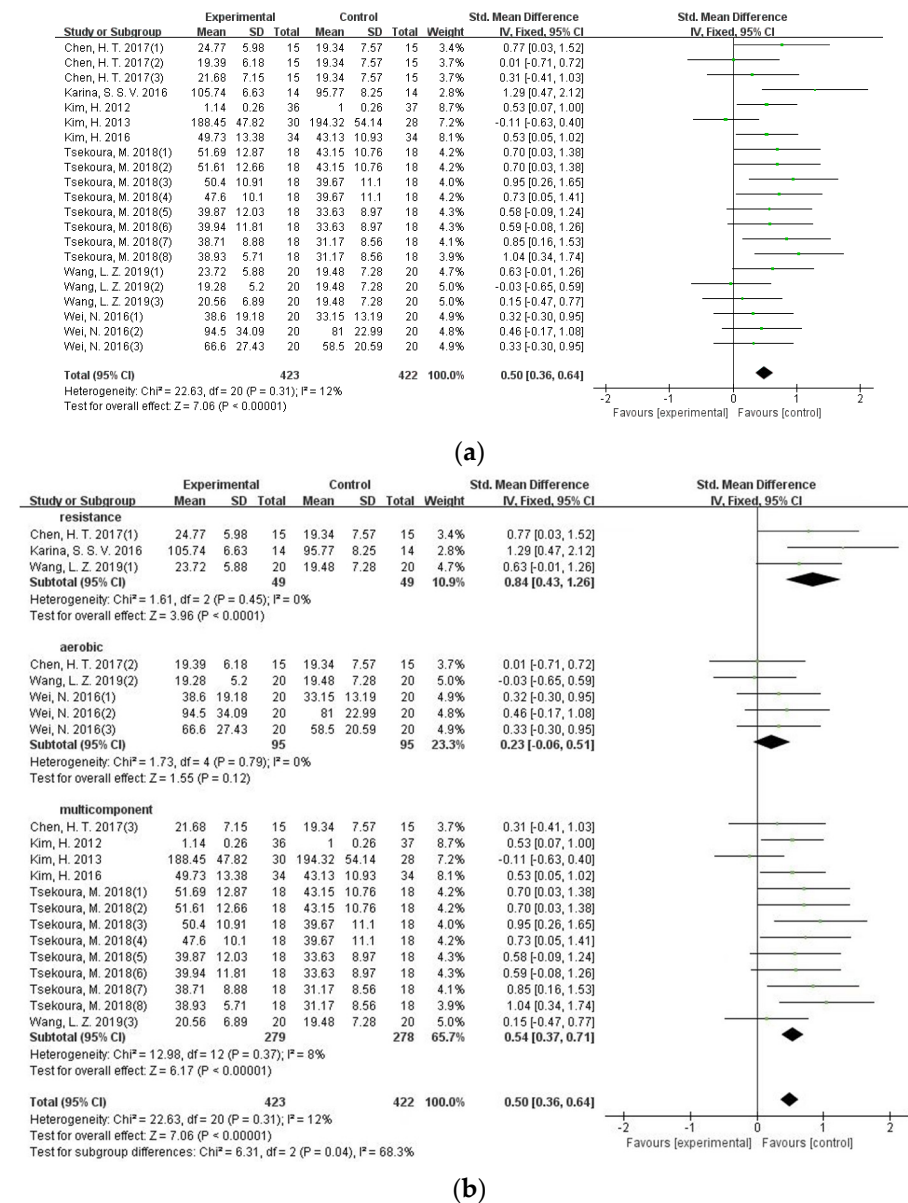 Experimental Control Std. Mean Difference Std. Mean Difference
Study or Subgroup Mean SD Total Mean SD Total Weight IV, Fixed, 95% CI IV, Fixed, 95% CI
Chen, H. T. 2017(1) 24.77 5.98 15 19.34 7.57 15 3.4% 0.77 [0.03, 1.52]
Chen, H. T. 2017(2) 19.39 6.18 15 19.34 7.57 15 3.7% 0.01 [-0.71, 0.72]
Chen, H. T. 2017(3) 21.68 7.15 15 19.34 7.57 15 3.6% 0.31 [-0.41, 1.03]
Karina, S. S. V. 2016 105.74 6.63 14 95.77 8.25 14 2.8% 1.29 [0.47, 2.12]
Kim, H. 2012 1.14 0.26 36 1 0.26 37 8.7% 0.53 [0.07, 1.00]
Kim, H. 2013 188.45 47.82 30 194.32 54.14 28 7.2% -0.11 [-0.63, 0.40]
Kim, H. 2016 49.73 13.38 34 43.13 10.93 34 8.1% 0.53 [0.05, 1.02]
Tsekoura, M. 2018(1) 51.69 12.87 18 43.15 10.76 18 4.2% 0.70 [0.03, 1.38]
Tsekoura, M. 2018(2) 51.61 12.66 18 43.15 10.76 18 4.2% 0.70 [0.03, 1.38]
Tsekoura, M. 2018(3) 50.4 10.91 18 39.67 11.1 18 4.0% 0.95 [0.26, 1.65]
Tsekoura, M. 2018(4) 47.6 10.1 18 39.67 11.1 18 4.2% 0.73 [0.05, 1.41]
Tsekoura, M. 2018(5) 39.87 12.03 18 33.63 8.97 18 4.3% 0.58 [-0.09, 1.24]
Tsekoura, M. 2018(6) 39.94 11.81 18 33.63 8.97 18 4.3% 0.59 [-0.08, 1.26]
Tsekoura, M. 2018(7) 38.71 8.88 18 31.17 8.56 18 4.1% 0.85 [0.16, 1.53]
Tsekoura, M. 2018(8) 38.93 5.71 18 31.17 8.56 18 3.9% 1.04 [0.34, 1.74]
Wang, L. Z. 2019(1) 23.72 5.88 20 19.48 7.28 20 4.7% 0.63 [-0.01, 1.26]
Wang, L. Z. 2019(2) 19.28 5.2 20 19.48 7.28 20 5.0% -0.03 [-0.65, 0.59]
Wang, L. Z. 2019(3) 20.56 6.89 20 19.48 7.28 20 5.0% 0.15 [-0.47, 0.77]
Wei, N. 2016(1) 38.6 19.18 20 33.15 13.19 20 4.9% 0.32 [-0.30, 0.95]
Wei, N. 2016(2) 94.5 34.09 20 81 22.99 20 4.8% 0.46 [-0.17, 1.08]
Wei, N. 2016(3) 66.6 27.43 20 58.5 20.59 20 4.9% 0.33 [-0.30, 0.95]
Total (95% CI) 423 422 100.0% 0.50 [0.36, 0.64]
Heterogeneity: Chi² = 22.63, df = 20 (P = 0.31); I² = 12%
Test for overall effect: Z = 7.06 (P < 0.00001)
-2 -1 0 1 2
Favours [experimental] Favours [control]
(a)
Experimental Control Std. Mean Difference Std. Mean Difference
Study or Subgroup Mean SD Total Mean SD Total Weight IV, Fixed, 95% CI IV, Fixed, 95% CI
resistance
Chen, H. T. 2017(1) 24.77 5.98 15 19.34 7.57 15 3.4% 0.77 [0.03, 1.52]
Karina, S. S. V. 2016 105.74 6.63 14 95.77 8.25 14 2.8% 1.29 [0.47, 2.12]
Wang, L. Z. 2019(1) 23.72 5.88 20 19.48 7.28 20 4.7% 0.63 [-0.01, 1.26]
Subtotal (95% CI) 49 49 10.9% 0.84 [0.43, 1.26]
Heterogeneity: Chi² = 1.61, df = 2 (P = 0.45); I² = 0%
Test for overall effect: Z = 3.96 (P < 0.0001)
aerobic
Chen, H. T. 2017(2) 19.39 6.18 15 19.34 7.57 15 3.7% 0.01 [-0.71, 0.72]
Wang, L. Z. 2019(2) 19.28 5.2 20 19.48 7.28 20 5.0% -0.03 [-0.65, 0.59]
Wei, N. 2016(1) 38.6 19.18 20 33.15 13.19 20 4.9% 0.32 [-0.30, 0.95]
Wei, N. 2016(2) 94.5 34.09 20 81 22.99 20 4.8% 0.46 [-0.17, 1.08]
Wei, N. 2016(3) 66.6 27.43 20 58.5 20.59 20 4.9% 0.33 [-0.30, 0.95]
Subtotal (95% CI) 95 95 23.3% 0.23 [-0.06, 0.51]
Heterogeneity: Chi² = 1.73, df = 4 (P = 0.79); I² = 0%
Test for overall effect: Z = 1.55 (P = 0.12)
multicomponent
Chen, H. T. 2017(3) 21.68 7.15 15 19.34 7.57 15 3.6% 0.31 [-0.41, 1.03]
Kim, H. 2012 1.14 0.26 36 1 0.26 37 8.7% 0.53 [0.07, 1.00]
Kim, H. 2013 188.45 47.82 30 194.32 54.14 28 7.2% -0.11 [-0.63, 0.40]
Kim, H. 2016 49.73 13.38 34 43.13 10.93 34 8.1% 0.53 [0.05, 1.02]
Tsekoura, M. 2018(1) 51.69 12.87 18 43.15 10.76 18 4.2% 0.70 [0.03, 1.38]
Tsekoura, M. 2018(2) 51.61 12.66 18 43.15 10.76 18 4.2% 0.70 [0.03, 1.38]
Tsekoura, M. 2018(3) 50.4 10.91 18 39.67 11.1 18 4.0% 0.95 [0.26, 1.65]
Tsekoura, M. 2018(4) 47.6 10.1 18 39.67 11.1 18 4.2% 0.73 [0.05, 1.41]
Tsekoura, M. 2018(5) 39.87 12.03 18 33.63 8.97 18 4.3% 0.58 [-0.09, 1.24]
Tsekoura, M. 2018(6) 39.94 11.81 18 33.63 8.97 18 4.3% 0.59 [-0.08, 1.26]
Tsekoura, M. 2018(7) 38.71 8.88 18 31.17 8.56 18 4.1% 0.85 [0.16, 1.53]
Tsekoura, M. 2018(8) 38.93 5.71 18 31.17 8.56 18 3.9% 1.04 [0.34, 1.74]
Wang, L. Z. 2019(3) 20.56 6.89 20 19.48 7.28 20 5.0% 0.15 [-0.47, 0.77]
Subtotal (95% CI) 279 278 65.7% 0.54 [0.37, 0.71]
Heterogeneity: Chi² = 12.98, df = 12 (P = 0.37); I² = 8%
Test for overall effect: Z = 6.17 (P < 0.00001)
Total (95% CI) 423 422 100.0% 0.50 [0.36, 0.64]
Heterogeneity: Chi² = 22.63, df = 20 (P = 0.31); I² = 12%
Test for overall effect: Z = 7.06 (P < 0.00001)
Test for subgroup differences: Chi² = 6.31, df = 2 (P = 0.04), I² = 68.3%
-2 -1 0 1 2
Favours [experimental] Favours [control]
(b)